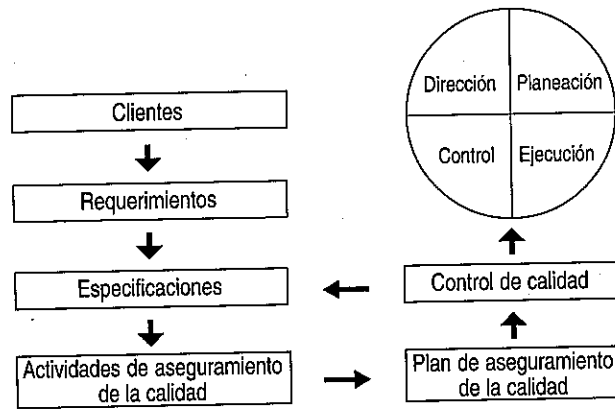 Dirección
Planeación
Control
Ejecución
Clientes
Requerimientos
Especificaciones
Control de calidad
Actividades de aseguramiento
de la calidad
Plan de aseguramiento
de la calidad